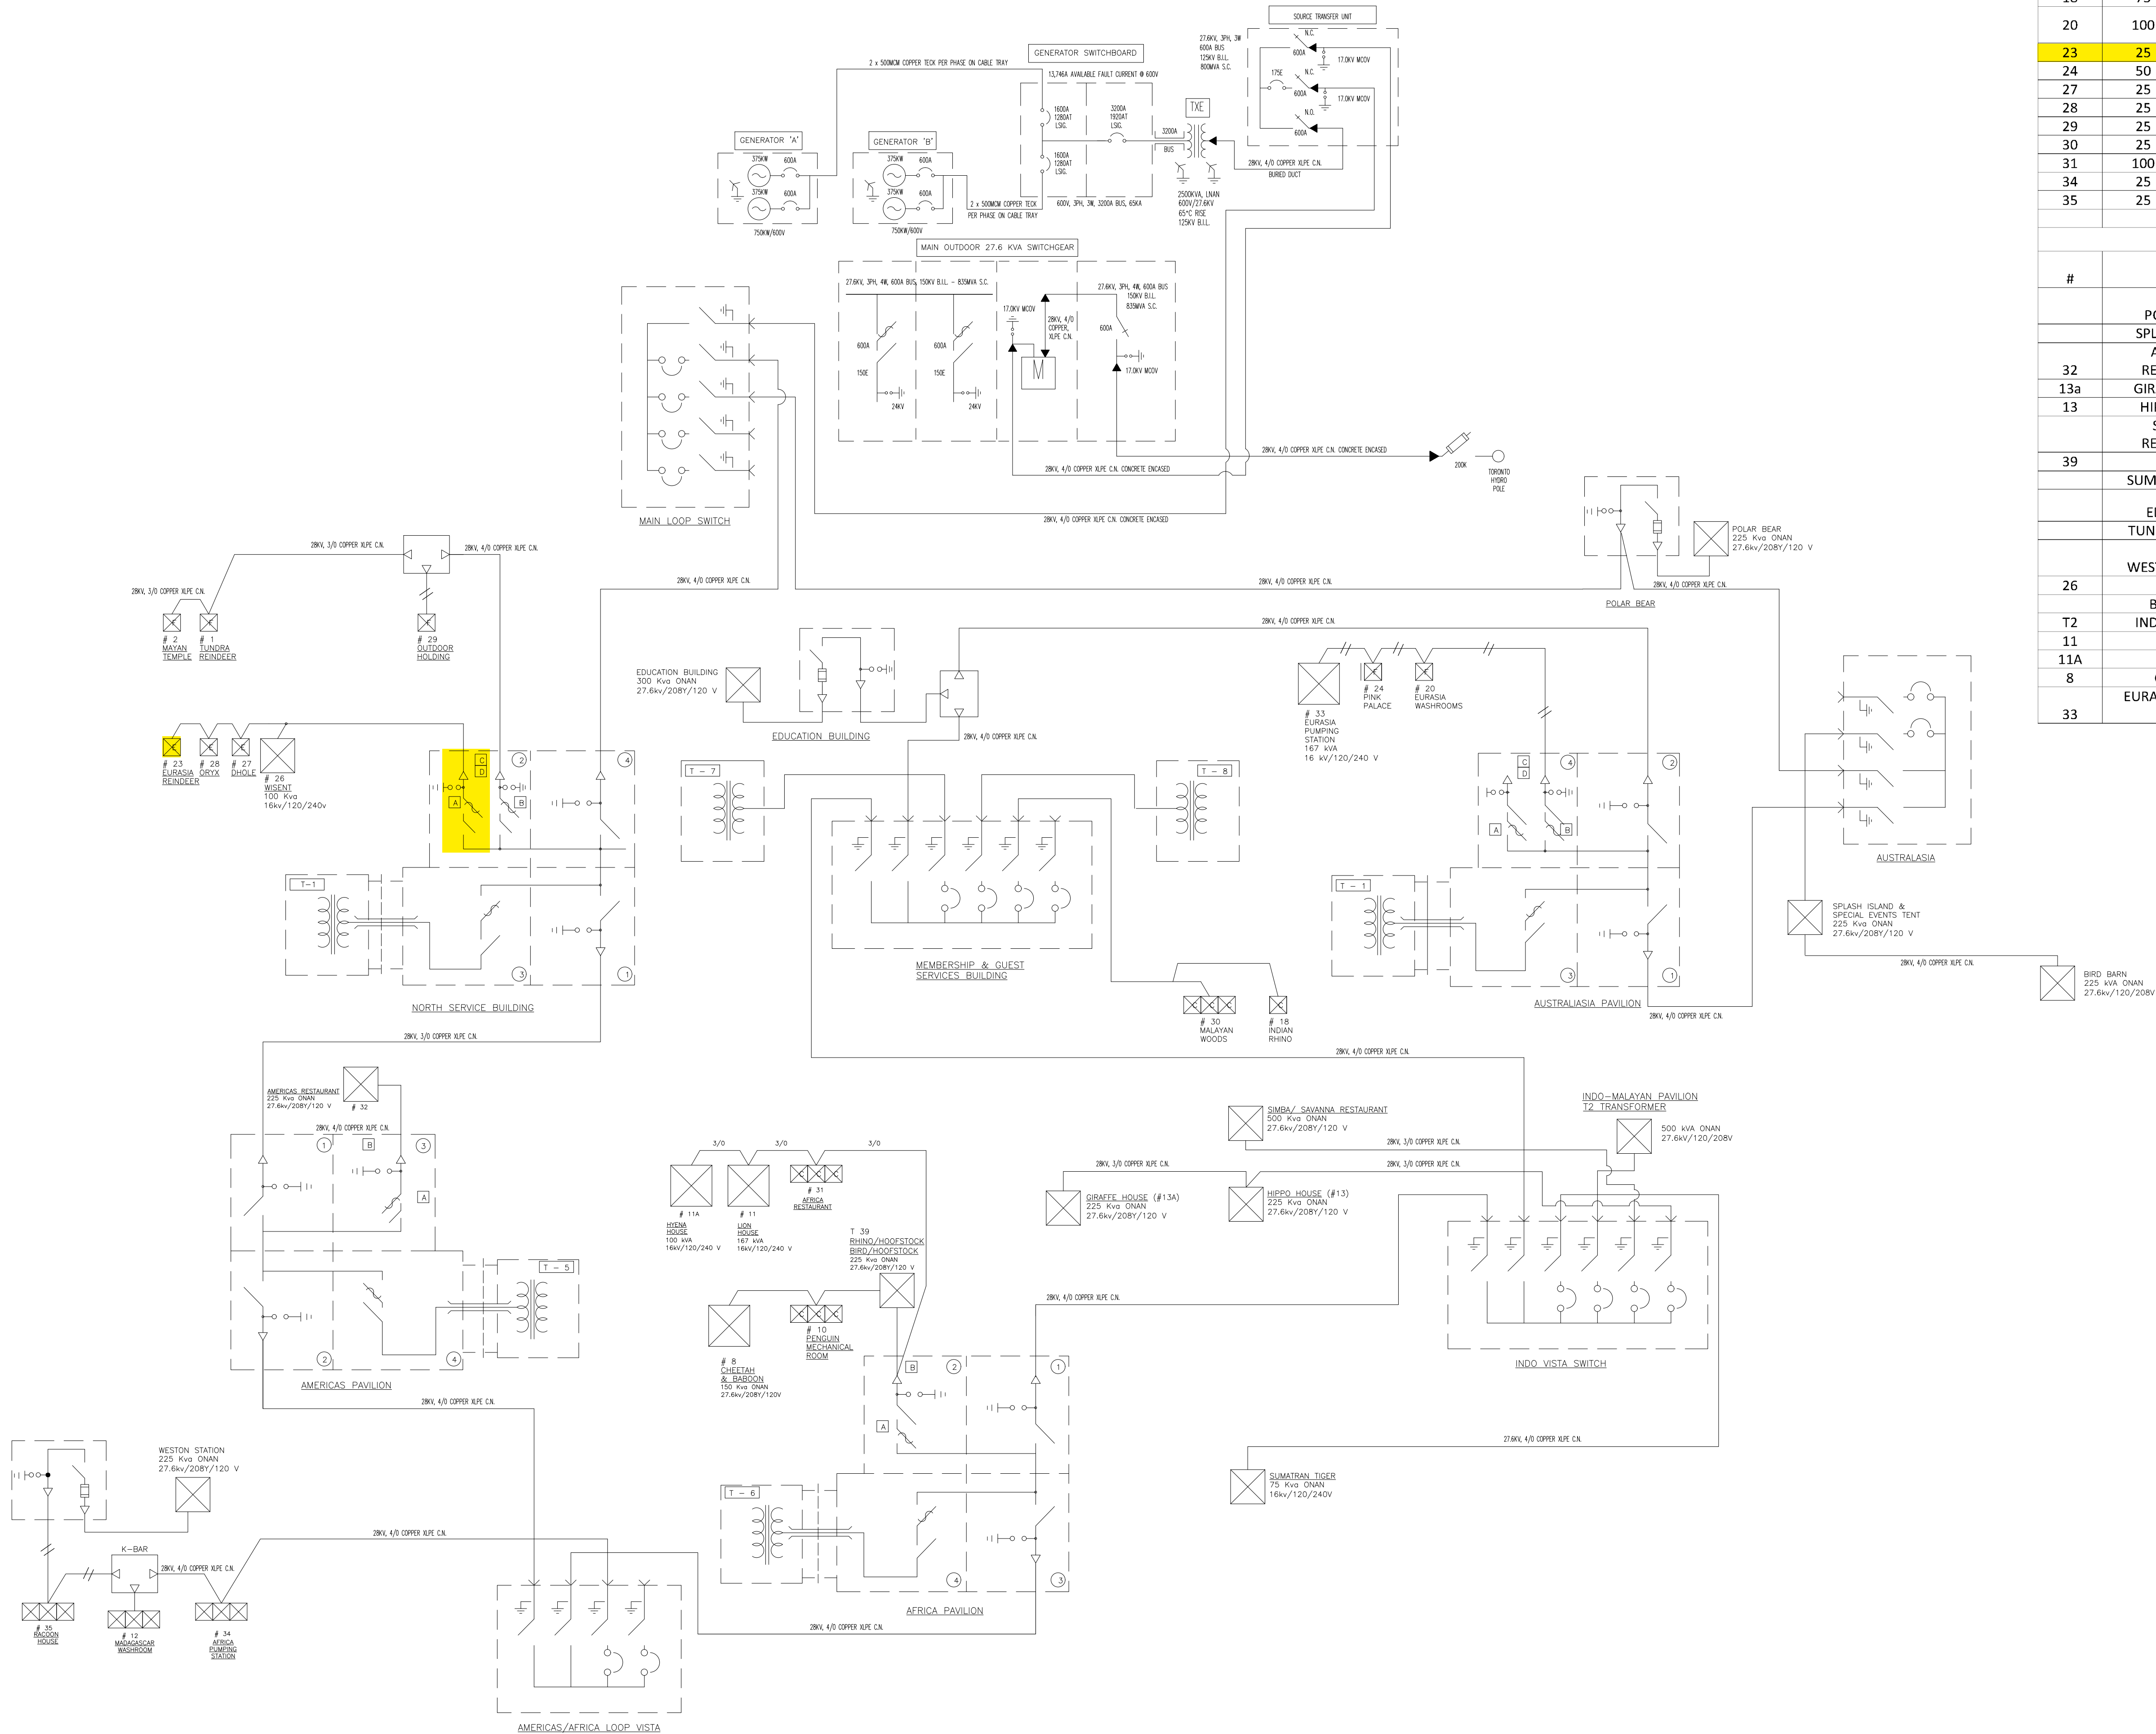 SOURCE TRANSFER UNIT
27.6KV, 3PH, 3W
600A BUS
125KV B.I.L.
800MVA S.C.
N.C.
600A
17.0KV MCOV
175E
N.C.
600A
17.0KV MCOV
N.O.
600A
GENERATOR SWITCHBOARD
13,746A AVAILABLE FAULT CURRENT @ 600V
2 x 500MCM COPPER TECK PER PHASE ON CABLE TRAY
1600A
1280AT
LSIG.
3200A
1920AT
LSIG.
1600A
1280AT
LSIG.
600V, 3PH, 3W, 3200A BUS, 65KA
TXE
3200A
BUS
28KV, 4/0 COPPER XLPE C.N.
BURIED DUCT
2500KVA, LNAN
600V/27.6KV
65°C RISE
125KV B.I.L.
GENERATOR 'A'
375KW
600A
375KW
600A
750KW/600V
GENERATOR 'B'
375KW
600A
375KW
600A
750KW/600V
2 x 500MCM COPPER TECK
PER PHASE ON CABLE TRAY
MAIN OUTDOOR 27.6 KVA SWITCHGEAR
27.6KV, 3PH, 4W, 600A BUS, 150KV B.I.L. - 835MVA S.C.
600A
150E
24KV
600A
150E
24KV
17.0KV MCOV
28KV, 4/0
COPPER,
XLPE C.N.
M
27.6KV, 3PH, 4W, 600A BUS
150KV B.I.L.
835MVA S.C.
600A
17.0KV MCOV
28KV, 4/0 COPPER XLPE C.N. CONCRETE ENCASED
28KV, 4/0 COPPER XLPE C.N. CONCRETE ENCASED
28KV, 4/0 COPPER XLPE C.N. CONCRETE ENCASED
200K
TORONTO
HYDRO
POLE
MAIN LOOP SWITCH
28KV, 3/0 COPPER XLPE C.N.
28KV, 4/0 COPPER XLPE C.N.
28KV, 3/0 COPPER XLPE C.N.
F
# 2
MAYAN
TEMPLE
F
# 1
TUNDRA
REINDEER
F
# 29
OUTDOOR
HOLDING
28KV, 4/0 COPPER XLPE C.N.
28KV, 4/0 COPPER XLPE C.N.
28KV, 4/0 COPPER XLPE C.N.
POLAR BEAR
225 Kva ONAN
27.6kv/208Y/120 V
POLAR BEAR
28KV, 4/0 COPPER XLPE C.N.
EDUCATION BUILDING
300 Kva ONAN
27.6kv/208Y/120 V
EDUCATION BUILDING
28KV, 4/0 COPPER XLPE C.N.
# 33
EURASIA
PUMPING
STATION
167 kVA
16 kV/120/240 V
F
# 24
PINK
PALACE
F
# 20
EURASIA
WASHROOMS
E
# 23
EURASIA
REINDEER
E
# 28
ORYX
E
# 27
DHOLE
# 26
WISENT
100 Kva
16kv/120/240v
C
D
A
B
2
4
T-1
3
1
NORTH SERVICE BUILDING
28KV, 3/0 COPPER XLPE C.N.
T - 7
T - 8
MEMBERSHIP & GUEST
SERVICES BUILDING
C
C
C
# 30
MALAYAN
WOODS
C
# 18
INDIAN
RHINO
C
D
A
B
4
2
T - 1
3
1
AUSTRALIASIA PAVILION
28KV, 4/0 COPPER XLPE C.N.
AUSTRALASIA
SPLASH ISLAND &
SPECIAL EVENTS TENT
225 Kva ONAN
27.6kv/208Y/120 V
28KV, 4/0 COPPER XLPE C.N.
BIRD BARN
225 kVA ONAN
27.6kv/120/208V
28KV, 4/0 COPPER XLPE C.N.
AMERICAS RESTAURANT
225 Kva ONAN
27.6kv/208Y/120 V
# 32
28KV, 4/0 COPPER XLPE C.N.
1
B
3
A
2
4
T - 5
AMERICAS PAVILION
28KV, 4/0 COPPER XLPE C.N.
3/0
3/0
3/0
# 11A
HYENA
HOUSE
100 kVA
16kV/120/240 V
# 11
LION
HOUSE
167 kVA
16kV/120/240 V
C
C
C
# 31
AFRICA
RESTAURANT
T 39
RHINO/HOOFSTOCK
BIRD/HOOFSTOCK
225 Kva ONAN
27.6kv/208Y/120 V
# 8
CHEETAH
& BABOON
150 Kva ONAN
27.6kv/208Y/120V
C
C
C
# 10
PENGUIN
MECHANICAL
ROOM
B
2
1
A
T - 6
4
3
AFRICA PAVILION
28KV, 4/0 COPPER XLPE C.N.
28KV, 4/0 COPPER XLPE C.N.
SIMBA/ SAVANNA RESTAURANT
500 Kva ONAN
27.6kv/208Y/120 V
28KV, 3/0 COPPER XLPE C.N.
28KV, 3/0 COPPER XLPE C.N.
28KV, 3/0 COPPER XLPE C.N.
GIRAFFE HOUSE (#13A)
225 Kva ONAN
27.6kv/208Y/120 V
HIPPO HOUSE (#13)
225 Kva ONAN
27.6kv/208Y/120 V
INDO-MALAYAN PAVILION
T2 TRANSFORMER
500 kVA ONAN
27.6kV/120/208V
INDO VISTA SWITCH
27.6KV, 4/0 COPPER XLPE C.N.
SUMATRAN TIGER
75 Kva ONAN
16kv/120/240V
WESTON STATION
225 Kva ONAN
27.6kv/208Y/120 V
K-BAR
28KV, 4/0 COPPER XLPE C.N.
28KV, 4/0 COPPER XLPE C.N.
# 35
RACOON
HOUSE
# 12
MADAGASCAR
WASHROOM
# 34
AFRICA
PUMPING
STATION
AMERICAS/AFRICA LOOP VISTA
20 100
23 25
24 50
27 25
28 25
29 25
30 25
31 100
34 25
35 25
#
SPL
32 RE
13a GIR
13 HI
RE
39
SUM
E
TUN
WES
26
B
T2 IND
11
11A
8
EURA
33